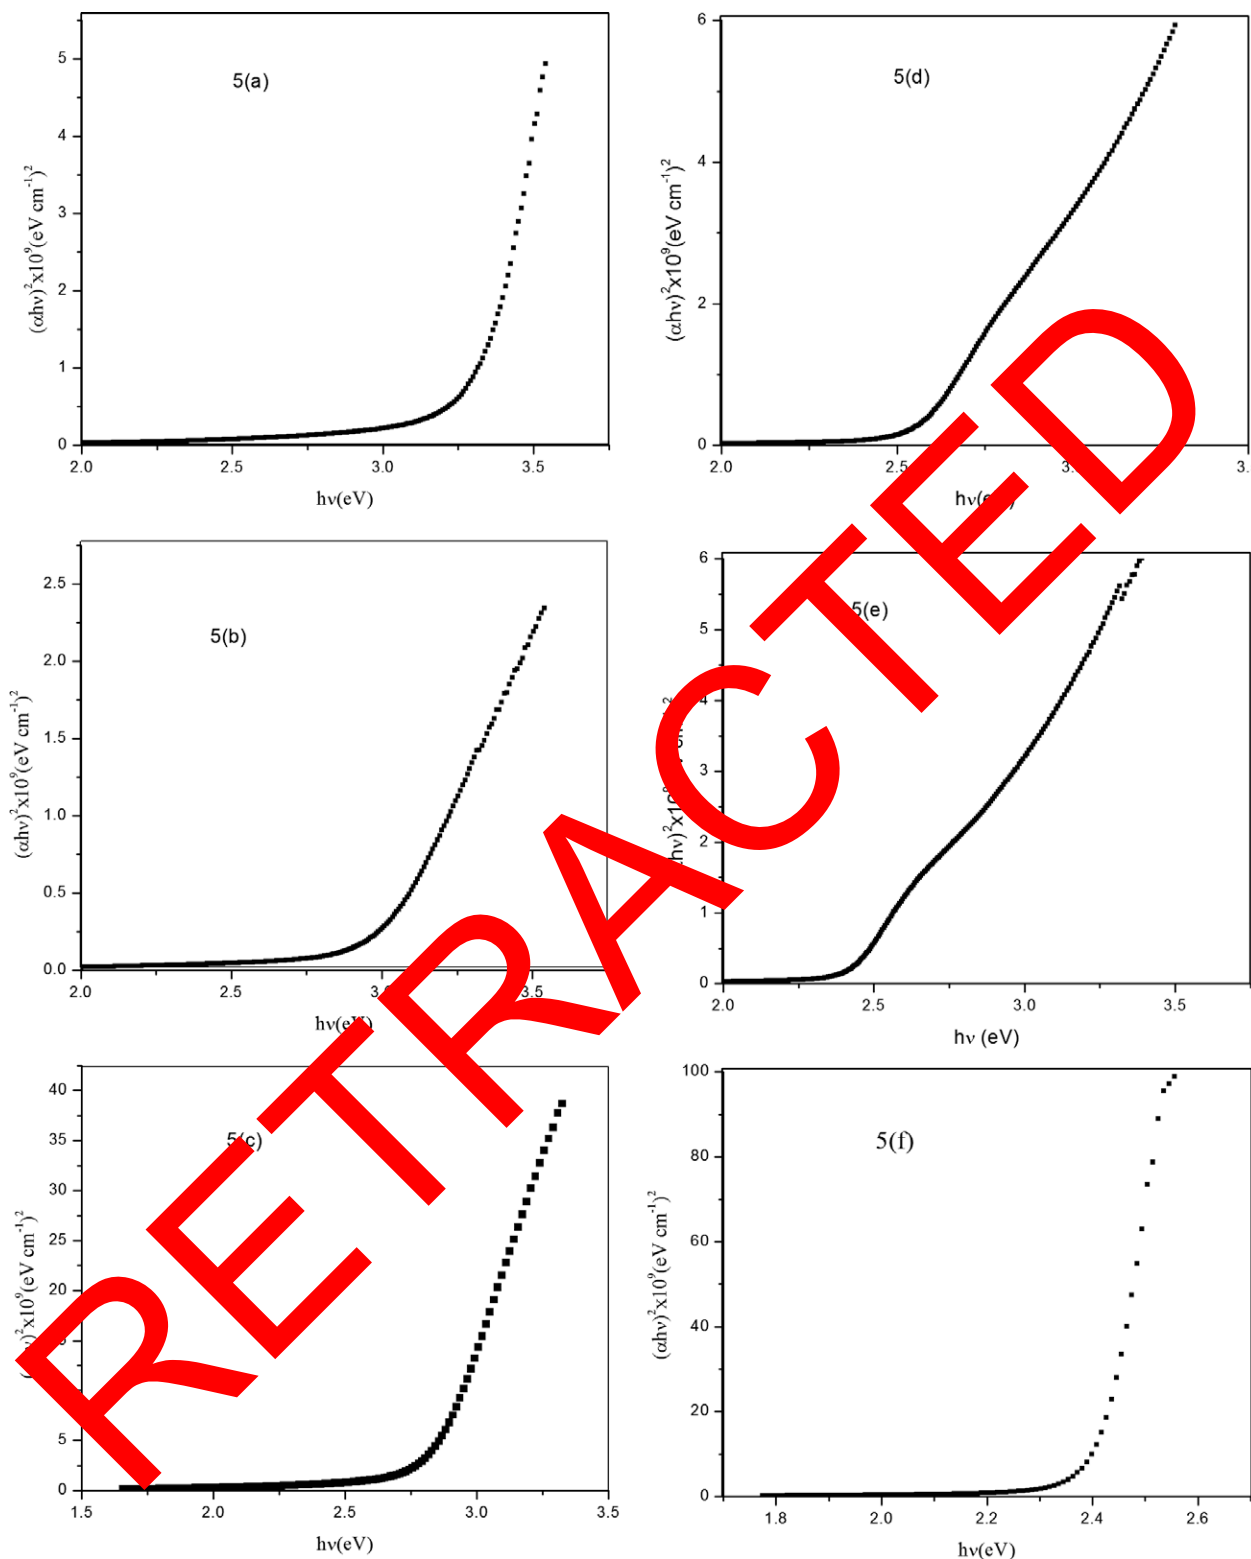 5(a)
5
4
3
2
1
0
(αhν)²x10⁹(eV cm⁻¹)²
2.0 2.5 3.0 3.5
hν(eV)
5(d)
6
4
2
0
(αhν)²x10⁹(eV cm⁻¹)²
2.0 2.5
5(b)
2.5
2.0
1.5
1.0
0.5
0.0
(αhν)²x10⁹(eV cm⁻¹)²
2.0 2.5 3.5
5(e)
6
5
4
3
2
1
0
2.0 2.5 3.0 3.5
hν (eV)
5(c)
40
35
30
25
20
5
0
1.5 2.0 2.5 3.0 3.5
hν(eV)
5(f)
100
80
60
40
20
0
(αhν)²x10⁹(eV cm⁻¹)²
1.8 2.0 2.2 2.4 2.6
hν(eV)
RETRACTED